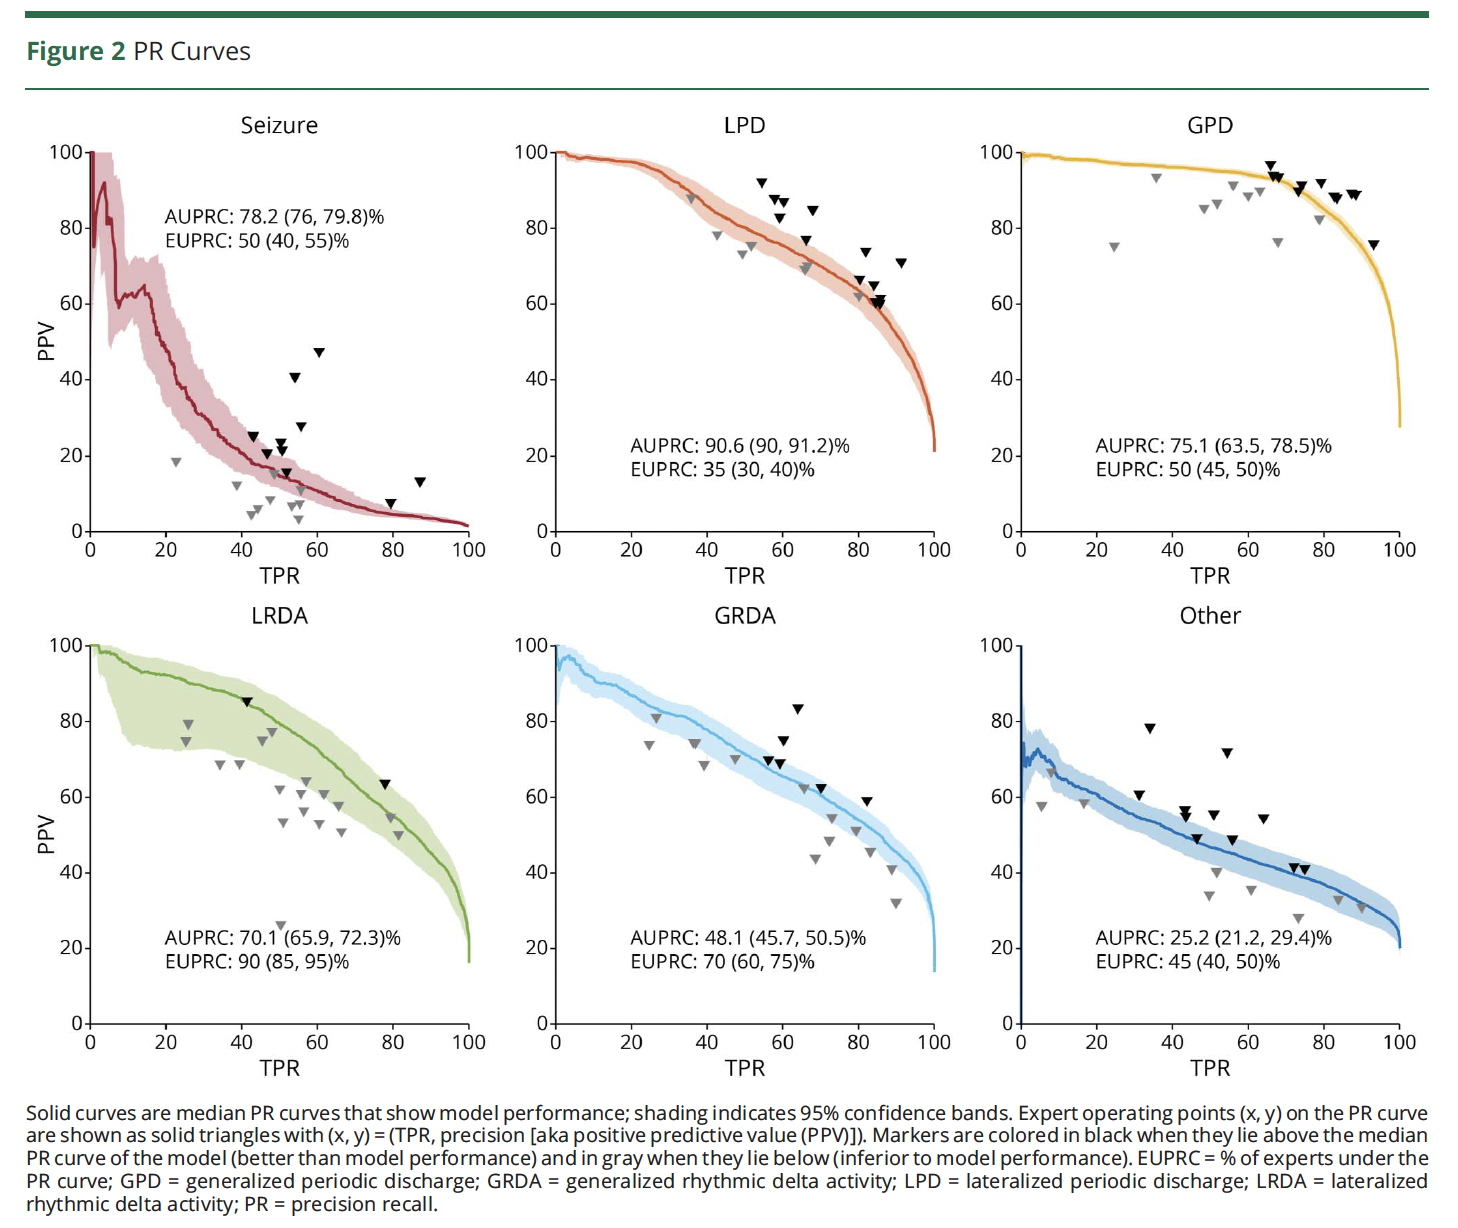 Figure 2 PR Curves
Seizure
100
80
60
40
20
0
PPV
AUPRC: 78.2 (76, 79.8)%
EUPRC: 50 (40, 55)%
0 20 40 60 80 100
TPR
LPD
100
80
60
40
20
0
AUPRC: 90.6 (90, 91.2)%
EUPRC: 35 (30, 40)%
0 20 40 60 80 100
TPR
GPD
100
80
60
40
20
0
AUPRC: 75.1 (63.5, 78.5)%
EUPRC: 50 (45, 50)%
0 20 40 60 80 100
TPR
LRDA
100
80
60
40
20
0
PPV
AUPRC: 70.1 (65.9, 72.3)%
EUPRC: 90 (85, 95)%
0 20 40 60 80 100
TPR
GRDA
100
80
60
40
20
0
AUPRC: 48.1 (45.7, 50.5)%
EUPRC: 70 (60, 75)%
0 20 40 60 80 100
TPR
Other
100
80
60
40
20
0
AUPRC: 25.2 (21.2, 29.4)%
EUPRC: 45 (40, 50)%
0 20 40 60 80 100
TPR
Solid curves are median PR curves that show model performance; shading indicates 95% confidence bands. Expert operating points (x, y) on the PR curve
are shown as solid triangles with (x, y) = (TPR, precision [aka positive predictive value (PPV)]). Markers are colored in black when they lie above the median
PR curve of the model (better than model performance) and in gray when they lie below (inferior to model performance). EUPRC = % of experts under the
PR curve; GPD = generalized periodic discharge; GRDA = generalized rhythmic delta activity; LPD = lateralized periodic discharge; LRDA = lateralized
rhythmic delta activity; PR = precision recall.